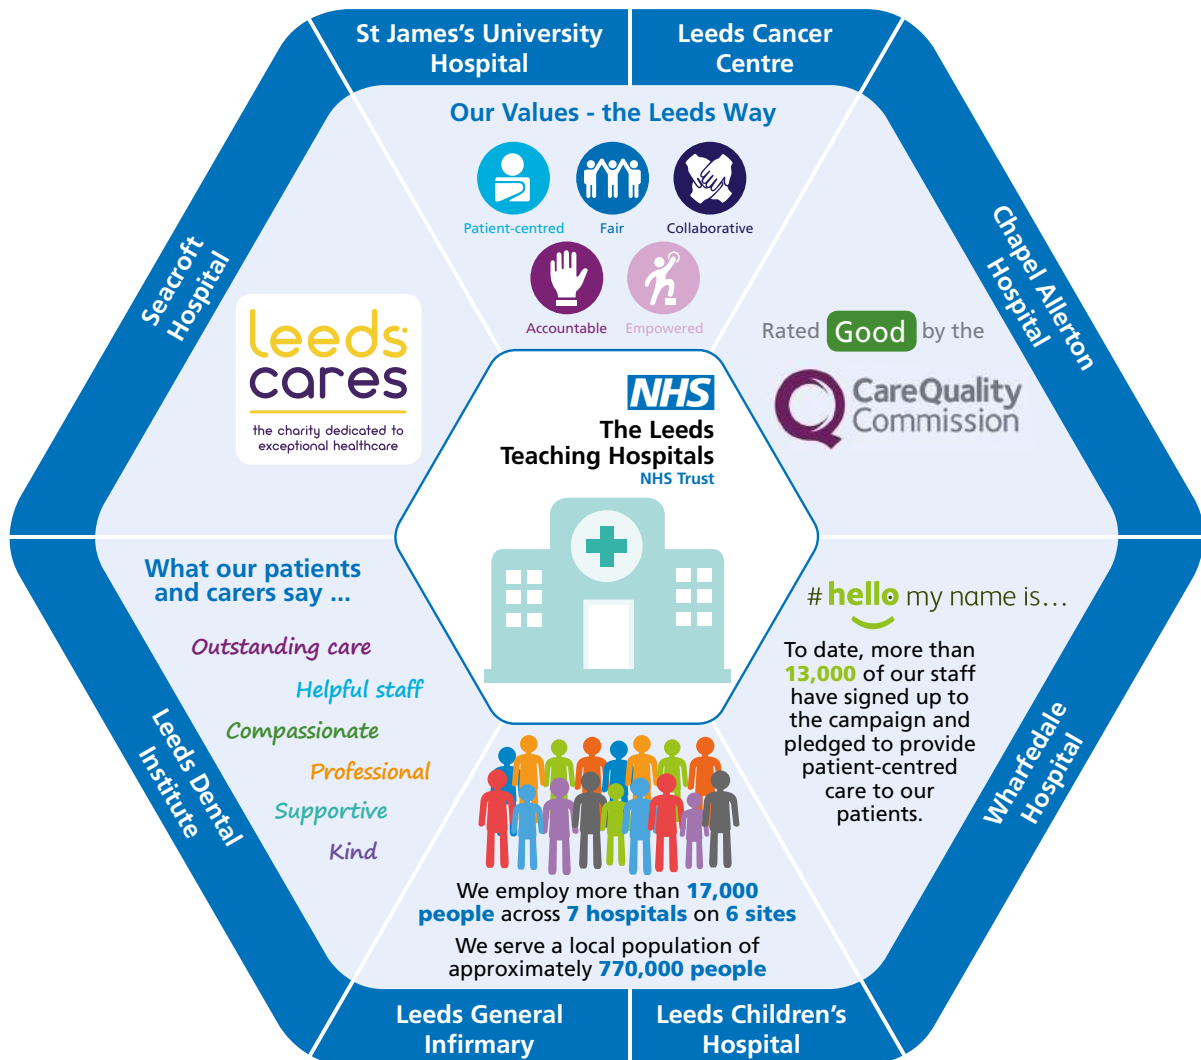 St James's University
Hospital
Leeds Cancer
Centre
Our Values - the Leeds Way
Patient-centred
Fair
Collaborative
Accountable
Empowered
Seacroft
Hospital
leeds
cares
the charity dedicated to
exceptional healthcare
NHS
The Leeds
Teaching Hospitals
NHS Trust
Rated Good by the
CareQuality
Commission
Chapel Allerton
Hospital
What our patients
and carers say ...
Outstanding care
Helpful staff
Compassionate
Professional
Supportive
Kind
Leeds Dental
Institute
# hello my name is...
To date, more than
13,000 of our staff
have signed up to
the campaign and
pledged to provide
patient-centred
care to our
patients.
Wharfedale
Hospital
We employ more than 17,000
people across 7 hospitals on 6 sites
We serve a local population of
approximately 770,000 people
Leeds General
Infirmary
Leeds Children's
Hospital